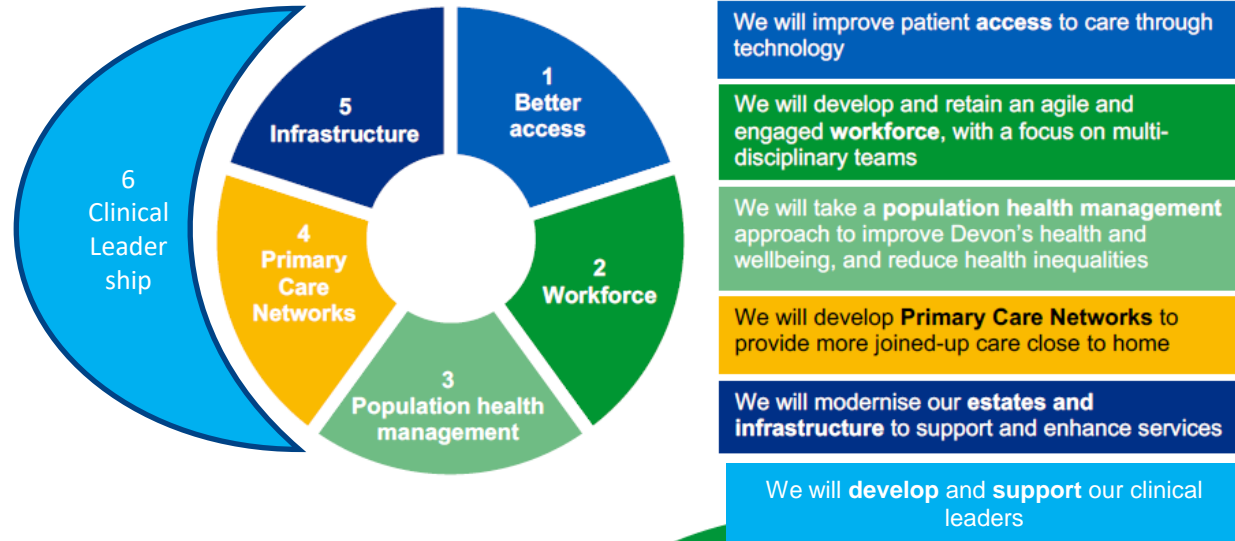 6
Clinical
Leader
ship
5
Infrastructure
1
Better
access
4
Primary
Care
Networks
2
Workforce
3
Population health
management
We will improve patient access to care through
technology
We will develop and retain an agile and
engaged workforce, with a focus on multi-
disciplinary teams
We will take a population health management
approach to improve Devon's health and
wellbeing, and reduce health inequalities
We will develop Primary Care Networks to
provide more joined-up care close to home
We will modernise our estates and
infrastructure to support and enhance services
We will develop and support our clinical
leaders